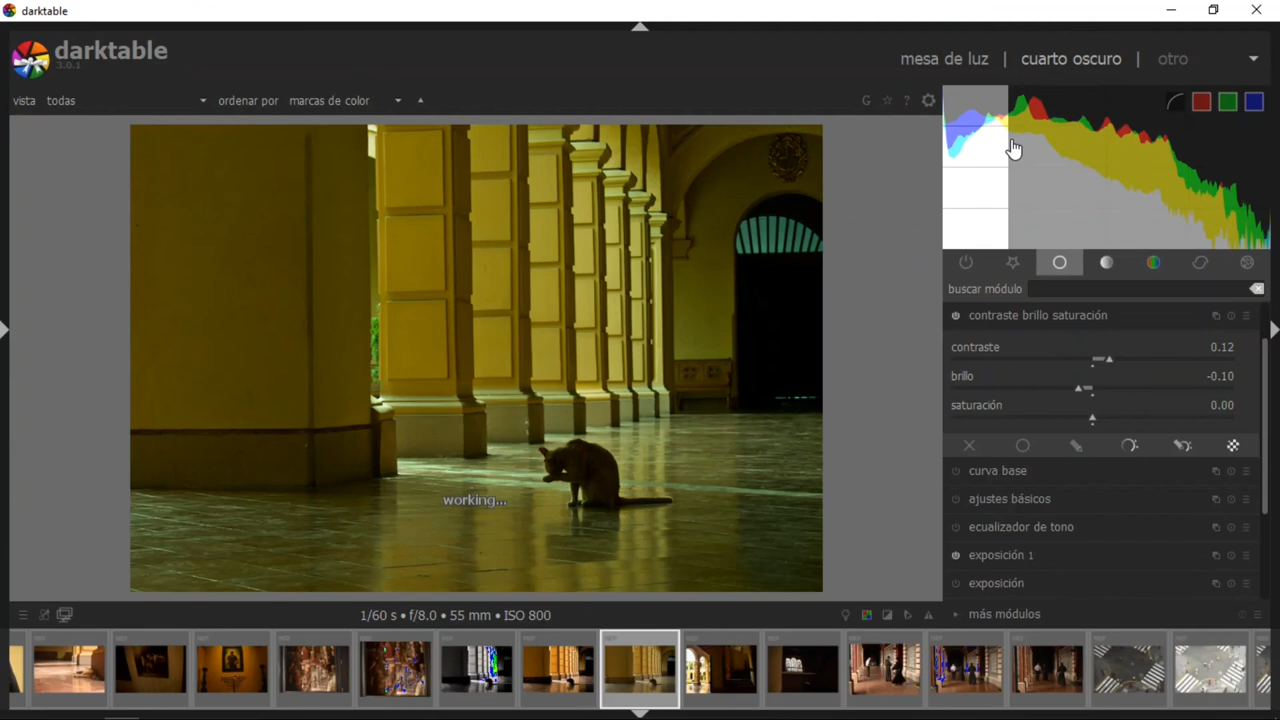 darktable
darktable
3.0.1
mesa de luz | cuarto oscuro | otro
vista todas ordenar por marcas de color
G ☆ ?
buscar módulo
contraste brillo saturación
contraste 0.12
brillo -0.10
saturación 0.00
curva base
ajustes básicos
ecualizador de tono
exposición 1
exposición
working...
1/60 s • f/8.0 • 55 mm • ISO 800
más módulos